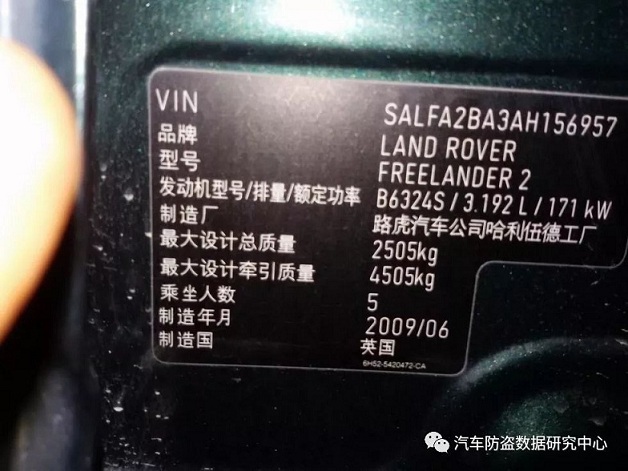 VIN SALFA2BA3AH156957
品牌 LAND ROVER
型号 FREELANDER 2
发动机型号/排量/额定功率 B6324S / 3.192 L / 171 kW
制造厂 路虎汽车公司哈利伍德工厂
最大设计总质量 2505kg
最大设计牵引质量 4505kg
乘坐人数 5
制造年月 2009/06
制造国 英国
6H52-5420472-CA
汽车防盗数据研究中心